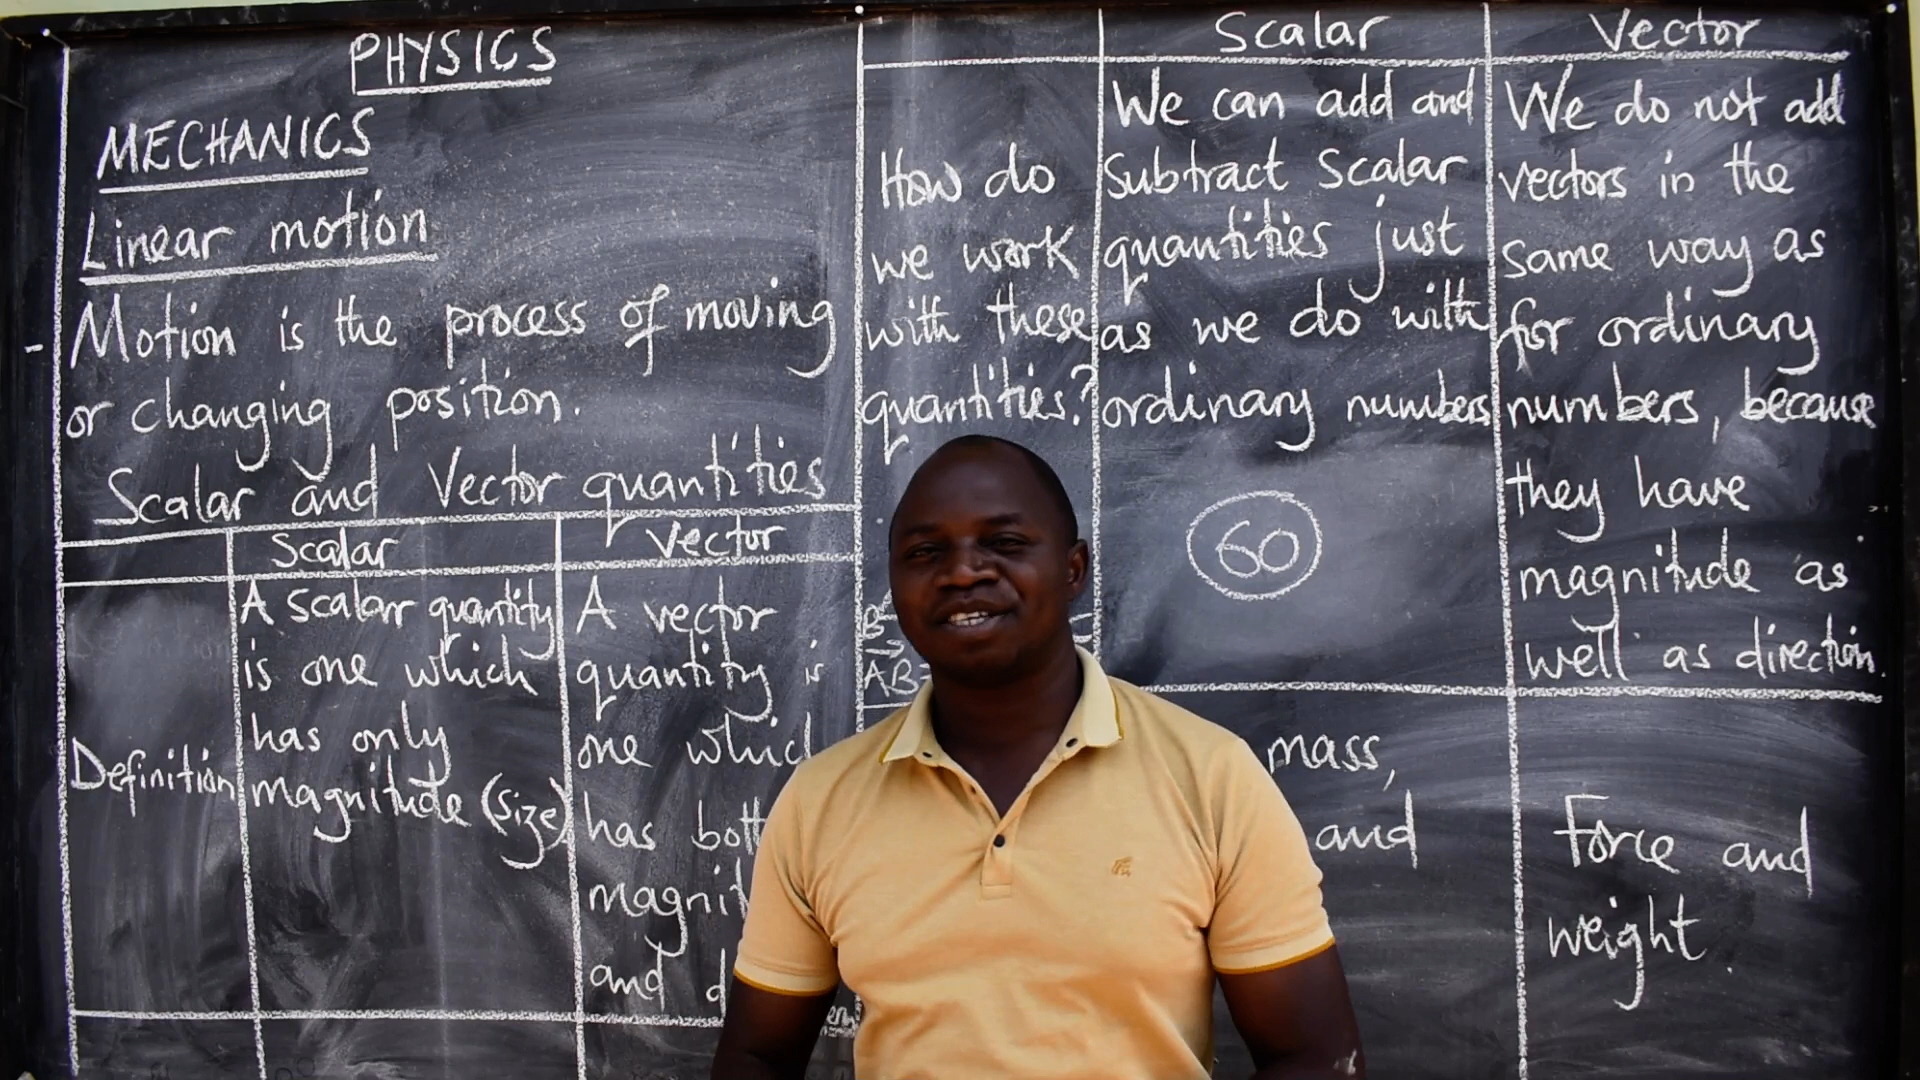 PHYSICS
MECHANICS
Linear motion
- Motion is the process of moving
or changing position.
Scalar and Vector quantities
Scalar
Vector
Definition
A scalar quantity
is one which
has only
magnitude (size)
A vector
quantity is
one which
has both
and
Scalar
Vector
How do
we work
with these
quantities?
We can add and
Subtract Scalar
quantities just
as we do with
ordinary numbers
60
We do not add
vectors in the
same way as
for ordinary
numbers, because
they have
magnitude as
well as direction.
B
C
AB=
mass,
and
Force and
weight.